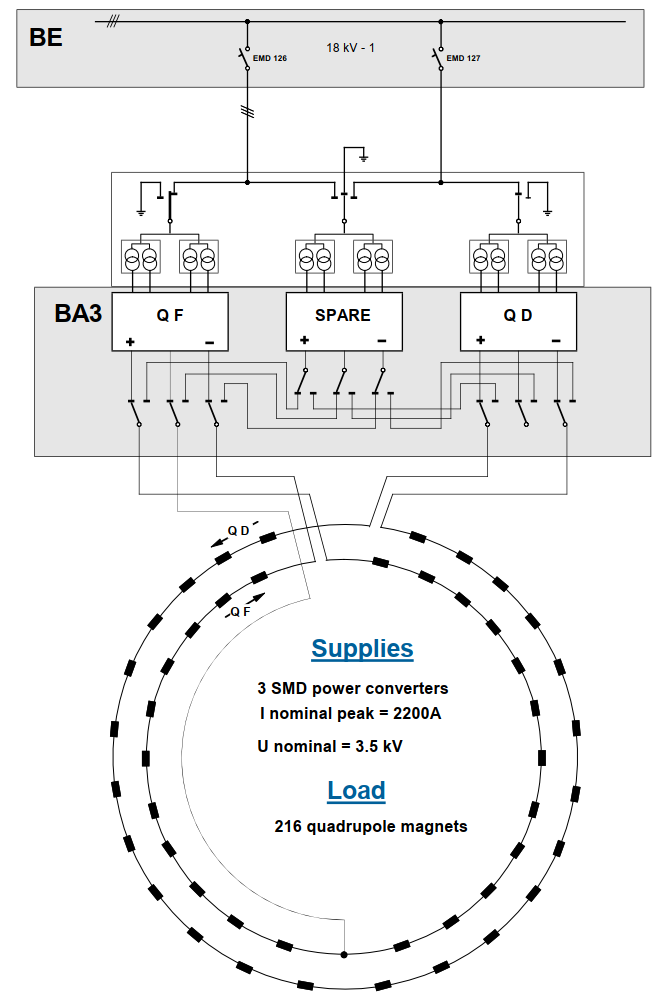 BE
18 kV - 1
EMD 126
EMD 127
BA3
Q F
SPARE
Q D
+
–
+
–
+
–
Q D
Q F
Supplies
3 SMD power converters
I nominal peak = 2200A
U nominal = 3.5 kV
Load
216 quadrupole magnets